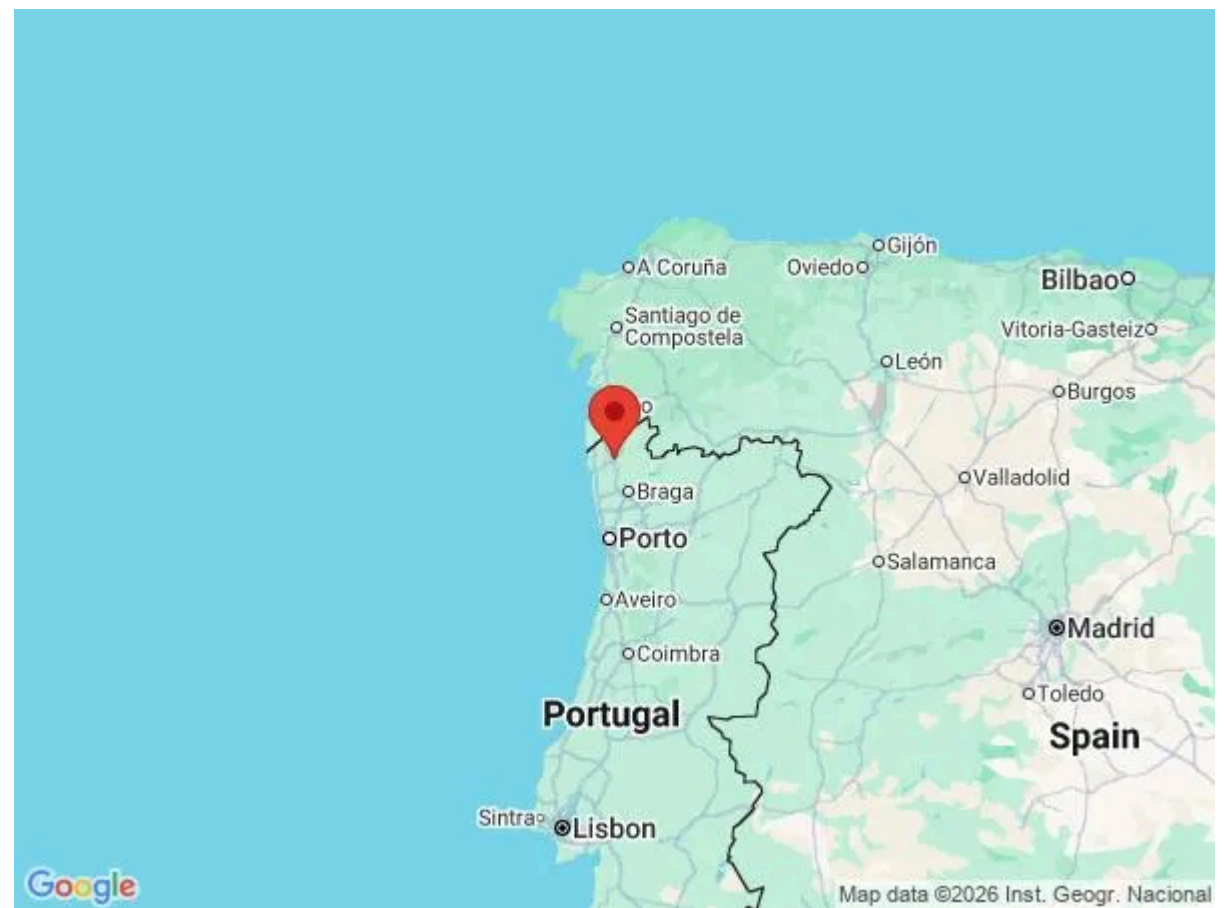 Gijón
A Coruña
Oviedo
Bilbao
Santiago de
Compostela
Vitoria-Gasteiz
León
Burgos
Valladolid
Braga
Porto
Salamanca
Aveiro
Madrid
Coimbra
Toledo
Portugal
Spain
Sintra
Lisbon
Google
Map data ©2026 Inst. Geogr. Nacional